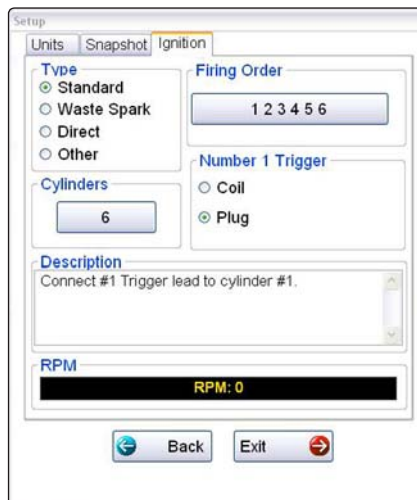 Setup
Units Snapshot Ignition
Type
Standard
Waste Spark
Direct
Other
Firing Order
1 2 3 4 5 6
Cylinders
6
Number 1 Trigger
Coil
Plug
Description
Connect #1 Trigger lead to cylinder #1.
RPM
RPM: 0
Back Exit